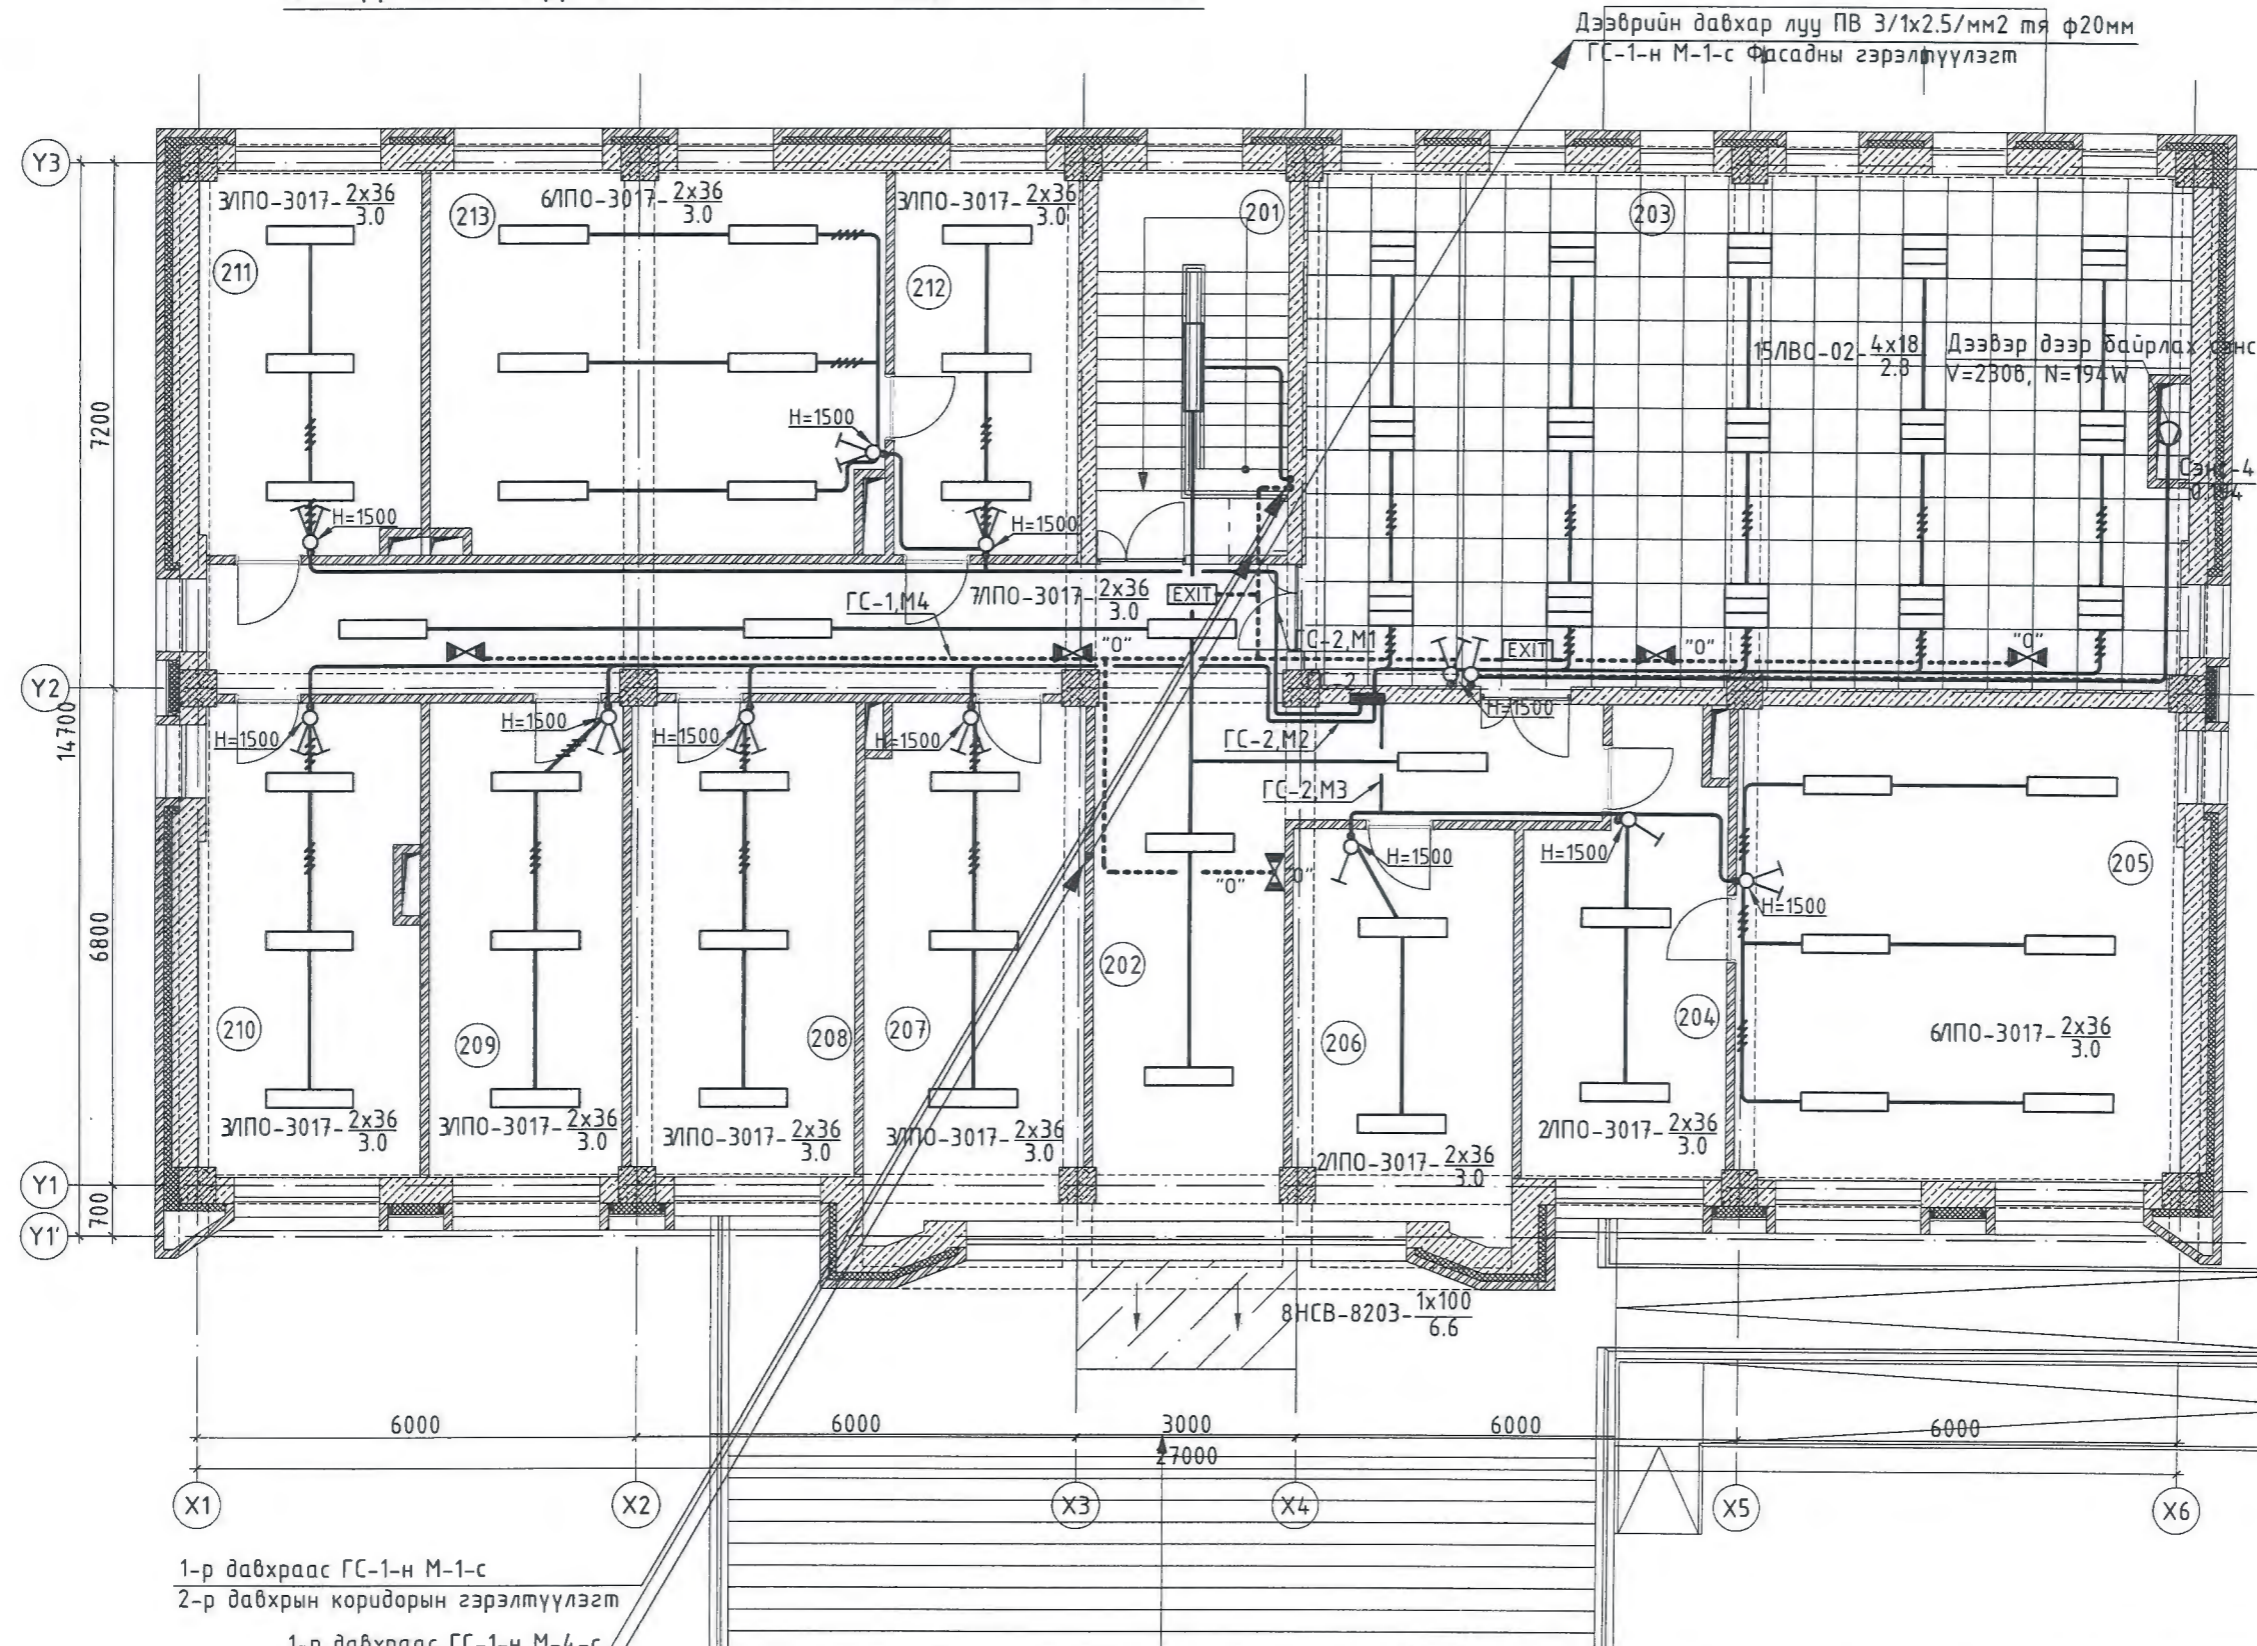 Дээврийн давхар луу ПВ 3/1x2.5/мм2 тя ф20мм
ГС-1-н М-1-с Фасадны гэрэлтүүлэгт
Y3
3ЛПО-3017-2x36/3.0
213
6ЛПО-3017-2x36/3.0
3ЛПО-3017-2x36/3.0
201
203
211
212
15ЛВО-02-4x18/2.8
Дээвэр дээр байрлах
V=230в, N=194W
7200
H=1500
H=1500
H=1500
7ЛПО-3017-2x36/3.0
EXIT
ГС-1,М4
"О"
ГС-2,М1
EXIT
"О"
"О"
Y2
14700
H=1500
H=1500
H=1500
H=1500
H=1500
ГС-2,М2
ГС-2,М3
H=1500
H=1500
H=1500
205
"О"
"О"
6800
202
210
209
208
207
206
204
6ЛПО-3017-2x36/3.0
3ЛПО-3017-2x36/3.0
3ЛПО-3017-2x36/3.0
3ЛПО-3017-2x36/3.0
3ЛПО-3017-2x36/3.0
2ЛПО-3017-2x36/3.0
2ЛПО-3017-2x36/3.0
Y1
700
Y1'
8НСВ-8203-1x100/6.6
6000
6000
3000
6000
6000
27000
X1
X2
X3
X4
X5
X6
1-р давхраас ГС-1-н М-1-с
2-р давхрын коридорын гэрэлтүүлэгт
1-р давхраас ГС-1-н М-4-с